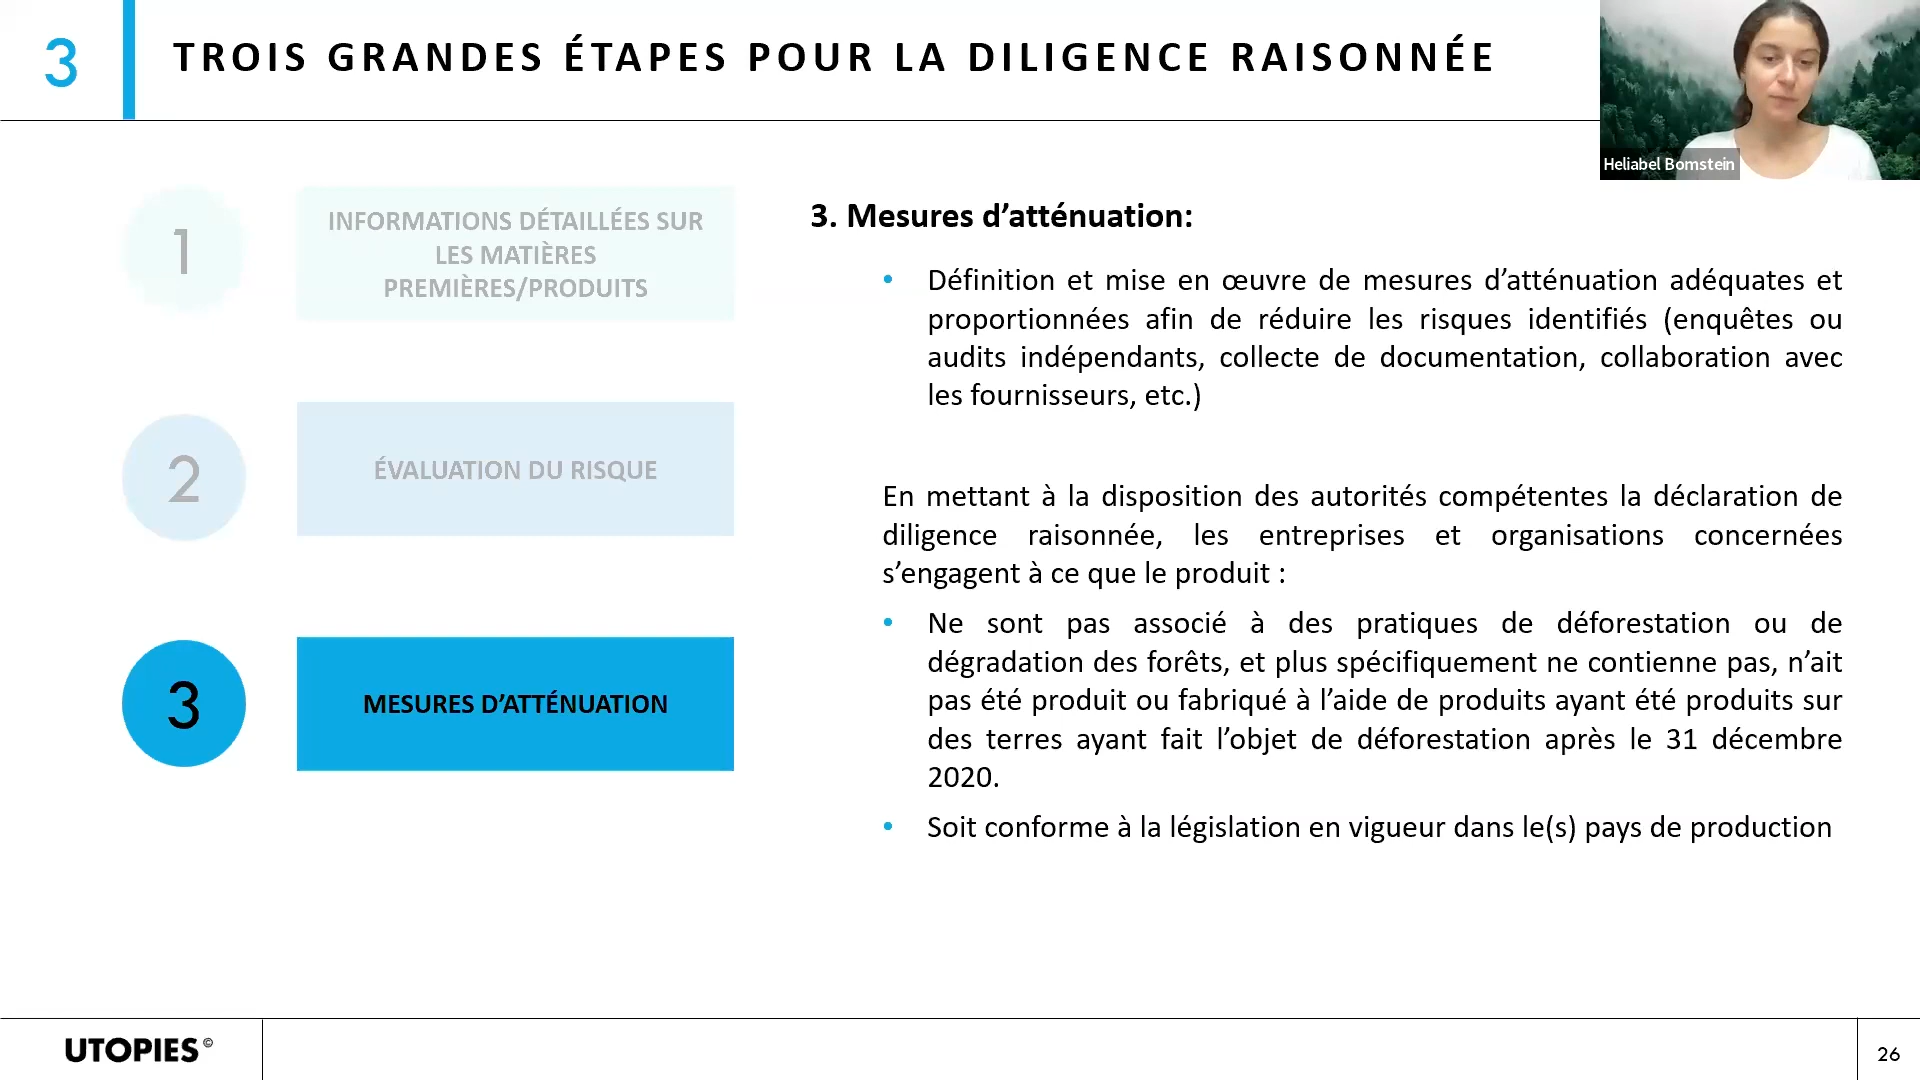 3
TROIS GRANDES ÉTAPES POUR LA DILIGENCE RAISONNÉE
Heliabel Bomstein
1
INFORMATIONS DÉTAILLÉES SUR
LES MATIÈRES
PREMIÈRES/PRODUITS
2
ÉVALUATION DU RISQUE
3
MESURES D’ATTÉNUATION
3. Mesures d’atténuation:
• Définition et mise en œuvre de mesures d’atténuation adéquates et
proportionnées afin de réduire les risques identifiés (enquêtes ou
audits indépendants, collecte de documentation, collaboration avec
les fournisseurs, etc.)
En mettant à la disposition des autorités compétentes la déclaration de
diligence raisonnée, les entreprises et organisations concernées
s’engagent à ce que le produit :
• Ne sont pas associé à des pratiques de déforestation ou de
dégradation des forêts, et plus spécifiquement ne contienne pas, n’ait
pas été produit ou fabriqué à l’aide de produits ayant été produits sur
des terres ayant fait l’objet de déforestation après le 31 décembre
2020.
• Soit conforme à la législation en vigueur dans le(s) pays de production
UTOPIES©
26